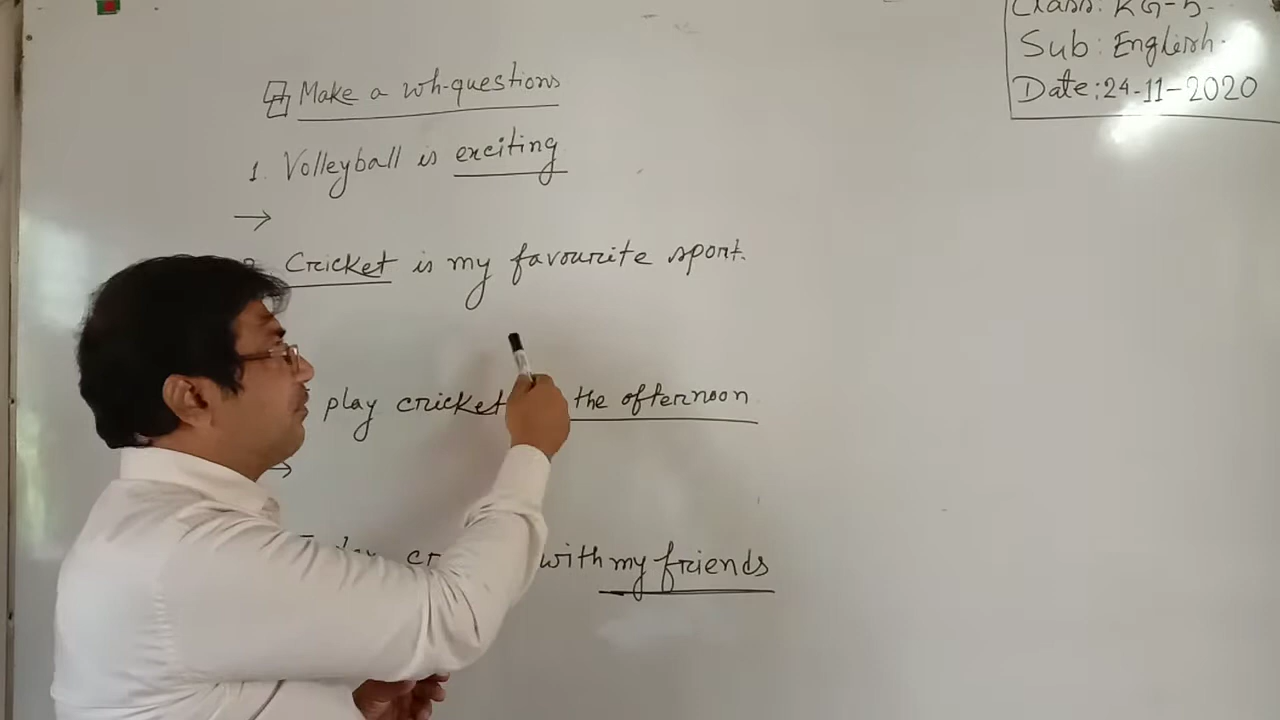 Class: KG-5.
Sub: English.
Date: 24-11-2020
Make a wh-questions
1. Volleyball is exciting
→
Cricket is my favourite sport.
play cricket the afternoon
→
with my friends